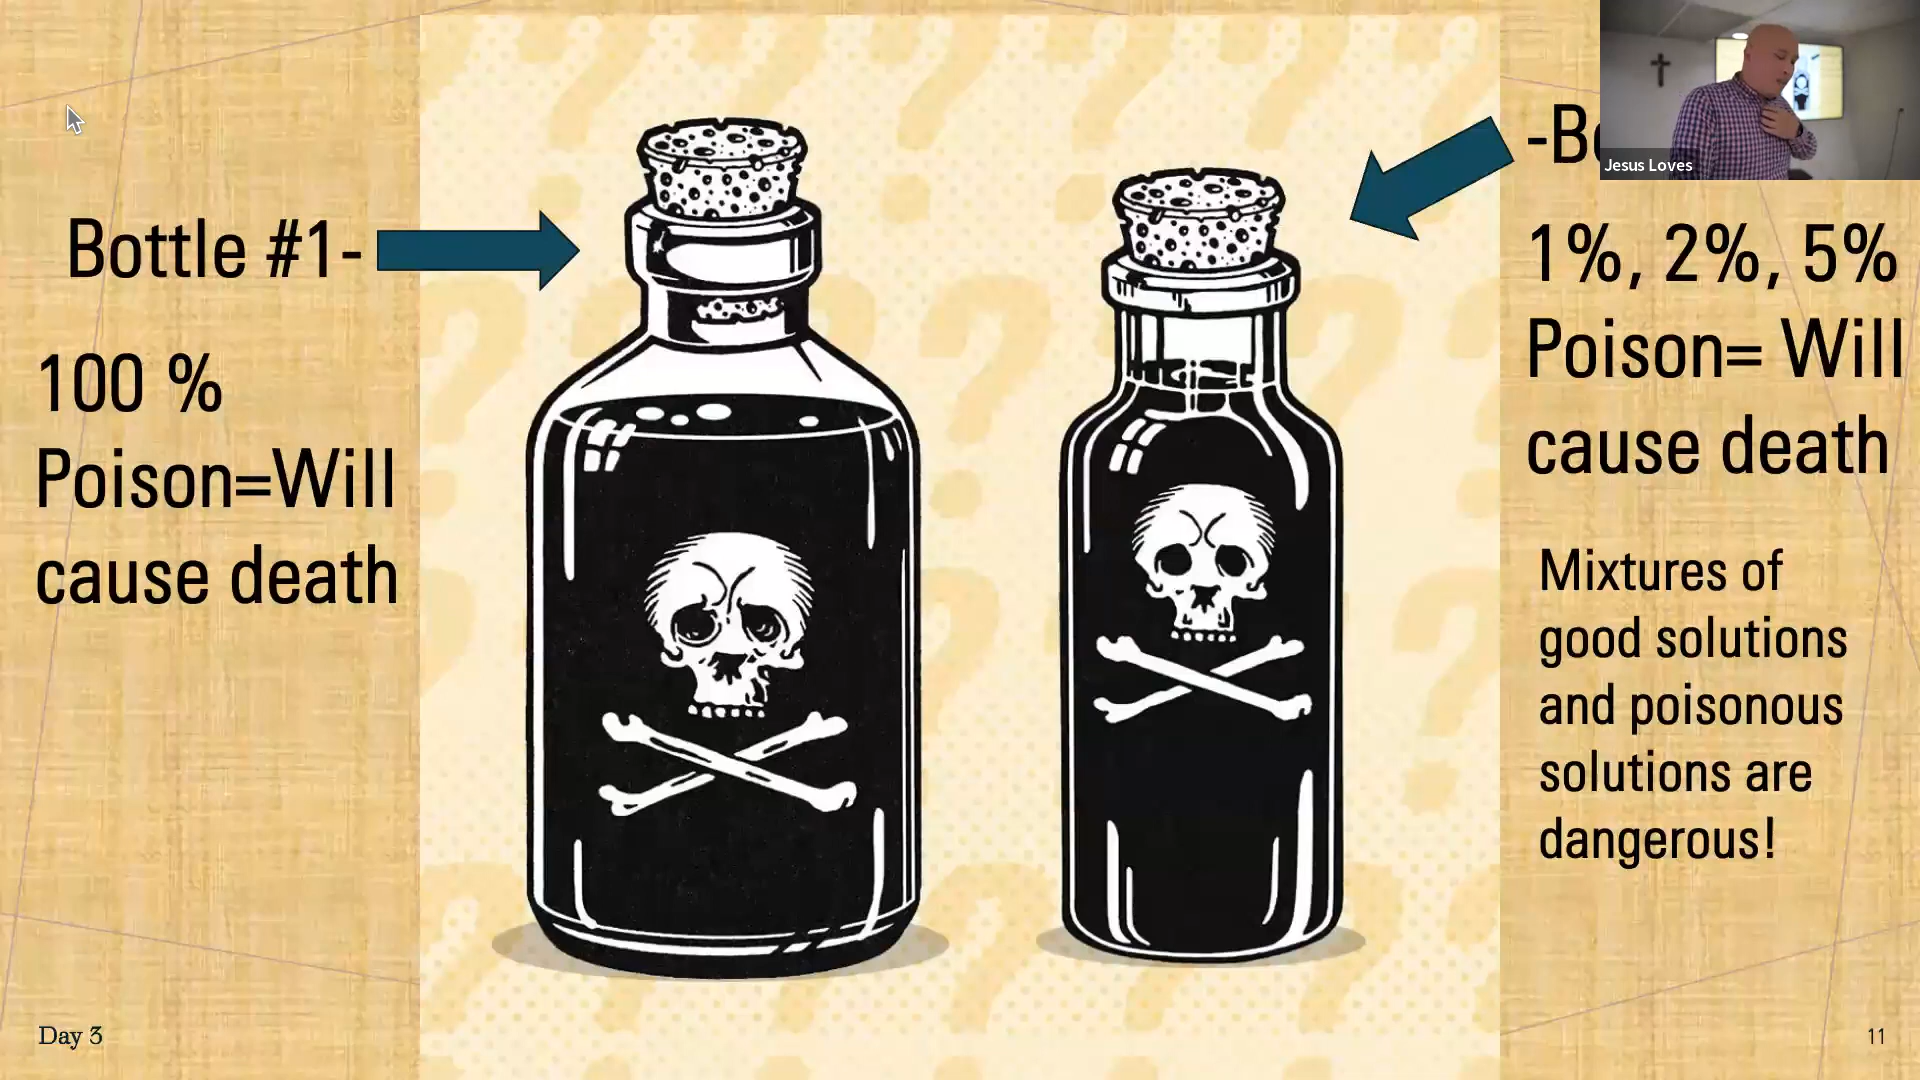 Bottle #1-
100 %
Poison=Will
cause death
1%, 2%, 5%
Poison= Will
cause death
Mixtures of
good solutions
and poisonous
solutions are
dangerous!
Jesus Loves
Day 3
11